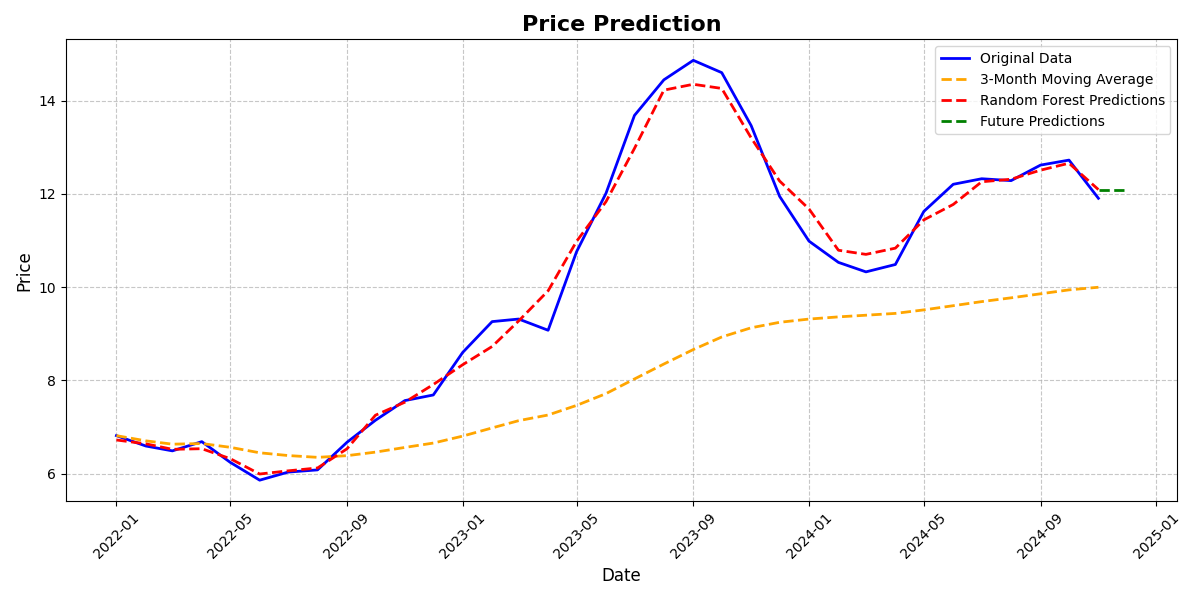 Price Prediction
Original Data
3-Month Moving Average
Random Forest Predictions
Future Predictions
Price
14
12
10
8
6
2022-01
2022-05
2022-09
2023-01
2023-05
2023-09
2024-01
2024-05
2024-09
2025-01
Date